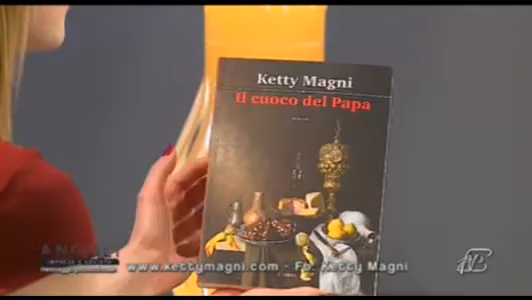 Ketty Magni
Il cuoco del Papa
www.kettymagni.com - Fb: Ketty Magni